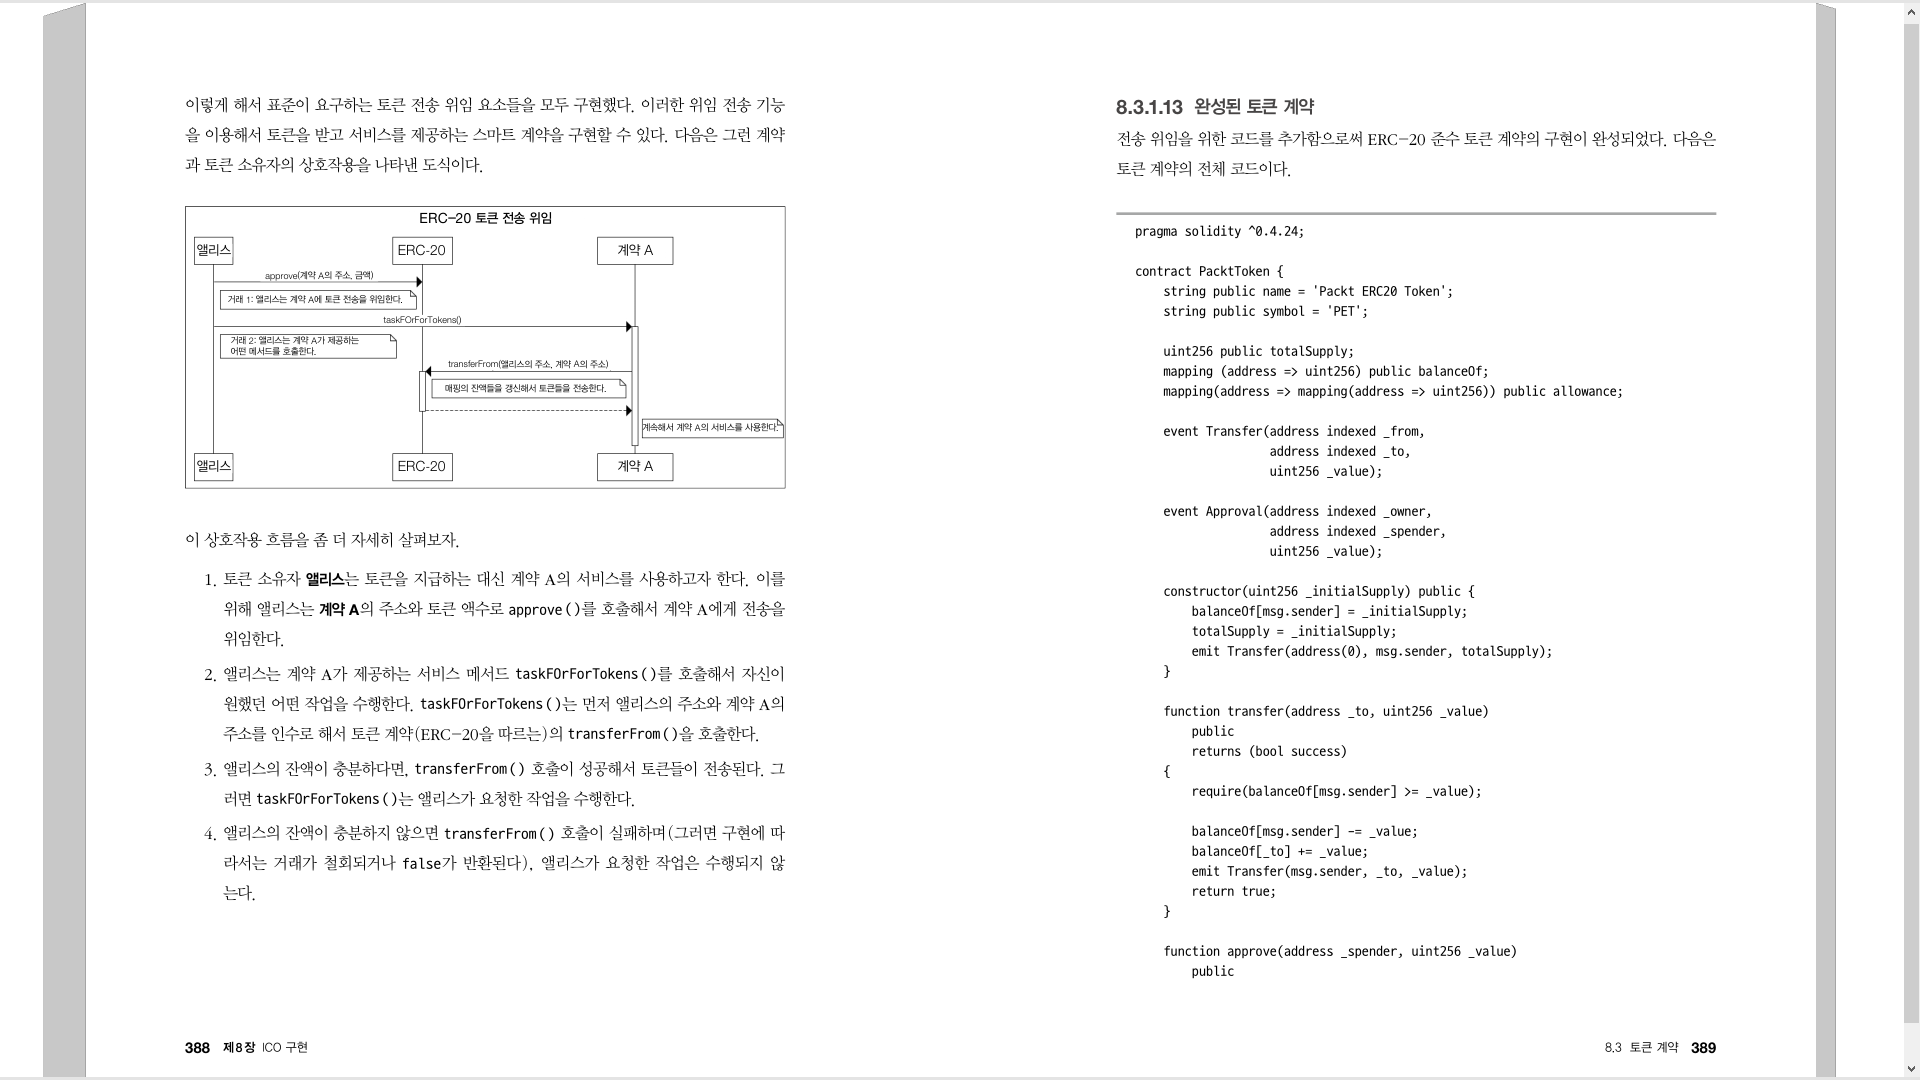 이렇게 해서 표준이 요구하는 토큰 전송 위임 요소들을 모두 구현했다. 이러한 위임 전송 기능
을 이용해서 토큰을 받고 서비스를 제공하는 스마트 계약을 구현할 수 있다. 다음은 그런 계약
과 토큰 소유자의 상호작용을 나타낸 도식이다.
ERC-20 토큰 전송 위임
앨리스
ERC-20
계약 A
approve(계약 A의 주소, 금액)
거래 1: 앨리스는 계약 A에 토큰 전송을 위임한다.
taskFOrForTokens()
거래 2: 앨리스는 계약 A가 제공하는
어떤 메서드를 호출한다.
transferFrom(앨리스의 주소, 계약 A의 주소)
매핑의 잔액들을 갱신해서 토큰들을 전송한다.
계속해서 계약 A의 서비스를 사용한다.
앨리스
ERC-20
계약 A
이 상호작용 흐름을 좀 더 자세히 살펴보자.
1. 토큰 소유자 앨리스는 토큰을 지급하는 대신 계약 A의 서비스를 사용하고자 한다. 이를
위해 앨리스는 계약 A의 주소와 토큰 액수로 approve()를 호출해서 계약 A에게 전송을
위임한다.
2. 앨리스는 계약 A가 제공하는 서비스 메서드 taskFOrForTokens()를 호출해서 자신이
원했던 어떤 작업을 수행한다. taskFOrForTokens()는 먼저 앨리스의 주소와 계약 A의
주소를 인수로 해서 토큰 계약(ERC-20을 따르는)의 transferFrom()을 호출한다.
3. 앨리스의 잔액이 충분하다면, transferFrom() 호출이 성공해서 토큰들이 전송된다. 그
러면 taskFOrForTokens()는 앨리스가 요청한 작업을 수행한다.
4. 앨리스의 잔액이 충분하지 않으면 transferFrom() 호출이 실패하며(그러면 구현에 따
라서는 거래가 철회되거나 false가 반환된다), 앨리스가 요청한 작업은 수행되지 않
는다.
388 제8장 ICO 구현
8.3.1.13 완성된 토큰 계약
전송 위임을 위한 코드를 추가함으로써 ERC-20 준수 토큰 계약의 구현이 완성되었다. 다음은
토큰 계약의 전체 코드이다.
pragma solidity ^0.4.24;
contract PacktToken {
string public name = 'Packt ERC20 Token';
string public symbol = 'PET';
uint256 public totalSupply;
mapping (address => uint256) public balanceOf;
mapping(address => mapping(address => uint256)) public allowance;
event Transfer(address indexed _from,
address indexed _to,
uint256 _value);
event Approval(address indexed _owner,
address indexed _spender,
uint256 _value);
constructor(uint256 _initialSupply) public {
balanceOf[msg.sender] = _initialSupply;
totalSupply = _initialSupply;
emit Transfer(address(0), msg.sender, totalSupply);
}
function transfer(address _to, uint256 _value)
public
returns (bool success)
{
require(balanceOf[msg.sender] >= _value);
balanceOf[msg.sender] -= _value;
balanceOf[_to] += _value;
emit Transfer(msg.sender, _to, _value);
return true;
}
function approve(address _spender, uint256 _value)
public
8.3 토큰 계약 389